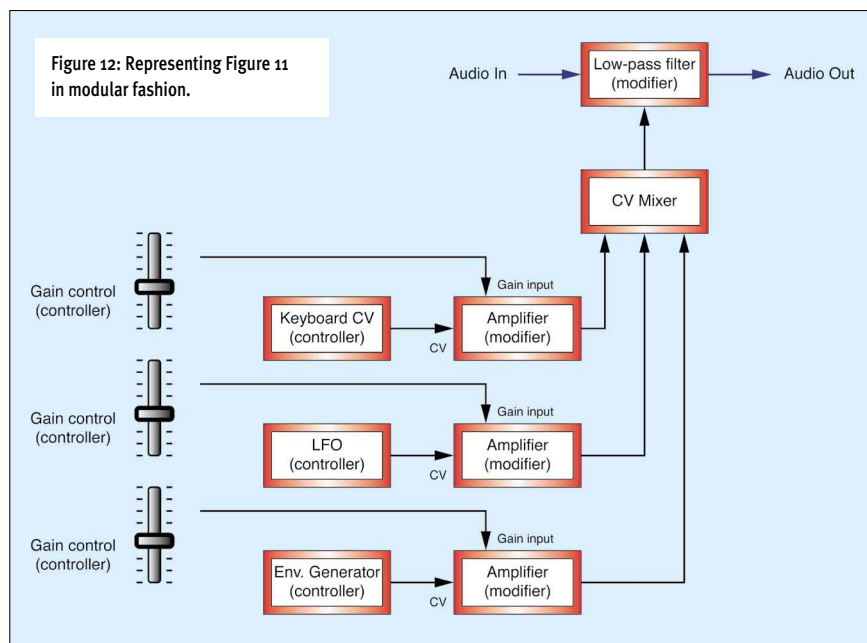 Figure 12: Representing Figure 11
in modular fashion.
Audio In
Low-pass filter
(modifier)
Audio Out
CV Mixer
Gain control
(controller)
Gain input
Keyboard CV
(controller)
CV
Amplifier
(modifier)
Gain control
(controller)
Gain input
LFO
(controller)
CV
Amplifier
(modifier)
Gain control
(controller)
Gain input
Env. Generator
(controller)
CV
Amplifier
(modifier)